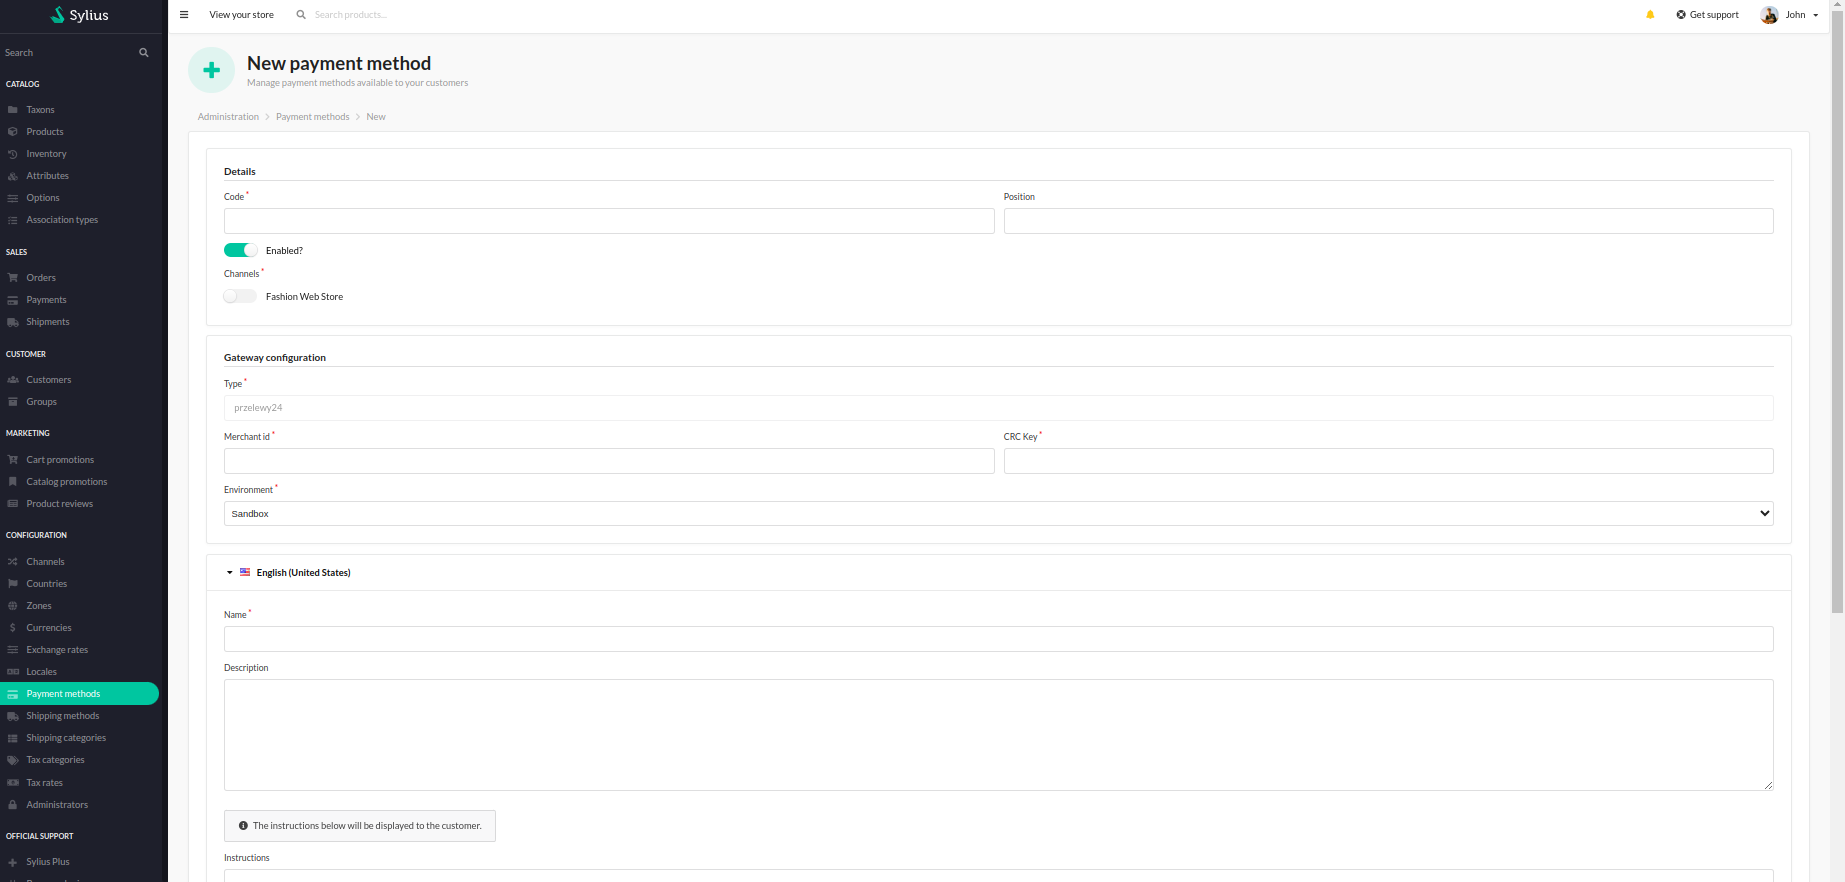 Sylius
View your store
Search products...
Get support
John
Search
CATALOG
Taxons
Products
Inventory
Attributes
Options
Association types
SALES
Orders
Payments
Shipments
CUSTOMER
Customers
Groups
MARKETING
Cart promotions
Catalog promotions
Product reviews
CONFIGURATION
Channels
Countries
Zones
Currencies
Exchange rates
Locales
Payment methods
Shipping methods
Shipping categories
Tax categories
Tax rates
Administrators
OFFICIAL SUPPORT
Sylius Plus
New payment method
Manage payment methods available to your customers
Administration > Payment methods > New
Details
Code *
Position
Enabled?
Channels *
Fashion Web Store
Gateway configuration
Type *
przelewy24
Merchant id *
CRC Key *
Environment *
Sandbox
English (United States)
Name *
Description
The instructions below will be displayed to the customer.
Instructions